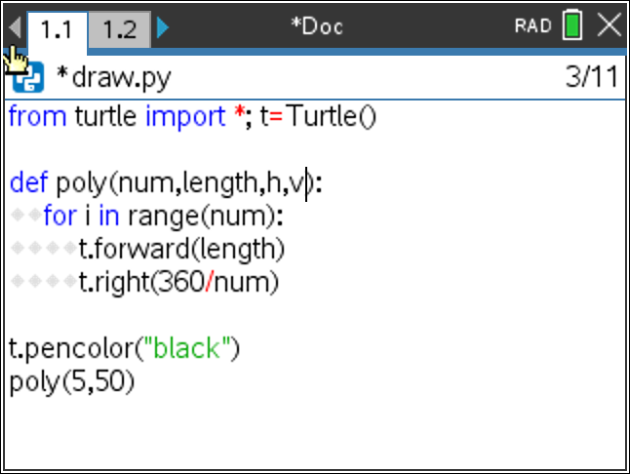 1.1 1.2 *Doc RAD
*draw.py 3/11
from turtle import *; t=Turtle()
def poly(num,length,h,v):
for i in range(num):
t.forward(length)
t.right(360/num)
t.pencolor("black")
poly(5,50)